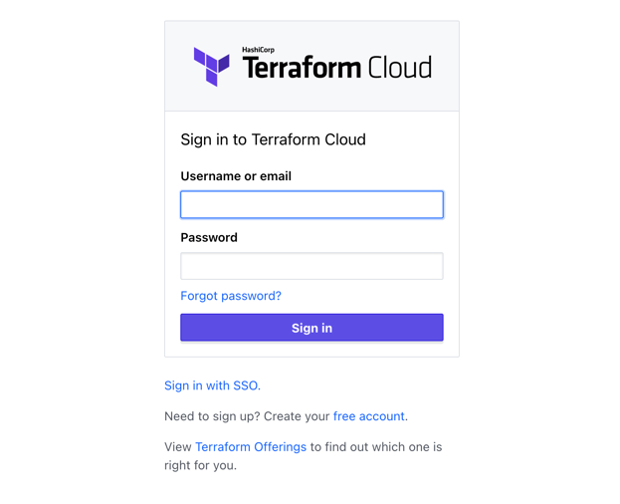 HashiCorp
Terraform Cloud
Sign in to Terraform Cloud
Username or email
Password
Forgot password?
Sign in
Sign in with SSO.
Need to sign up? Create your free account.
View Terraform Offerings to find out which one is
right for you.